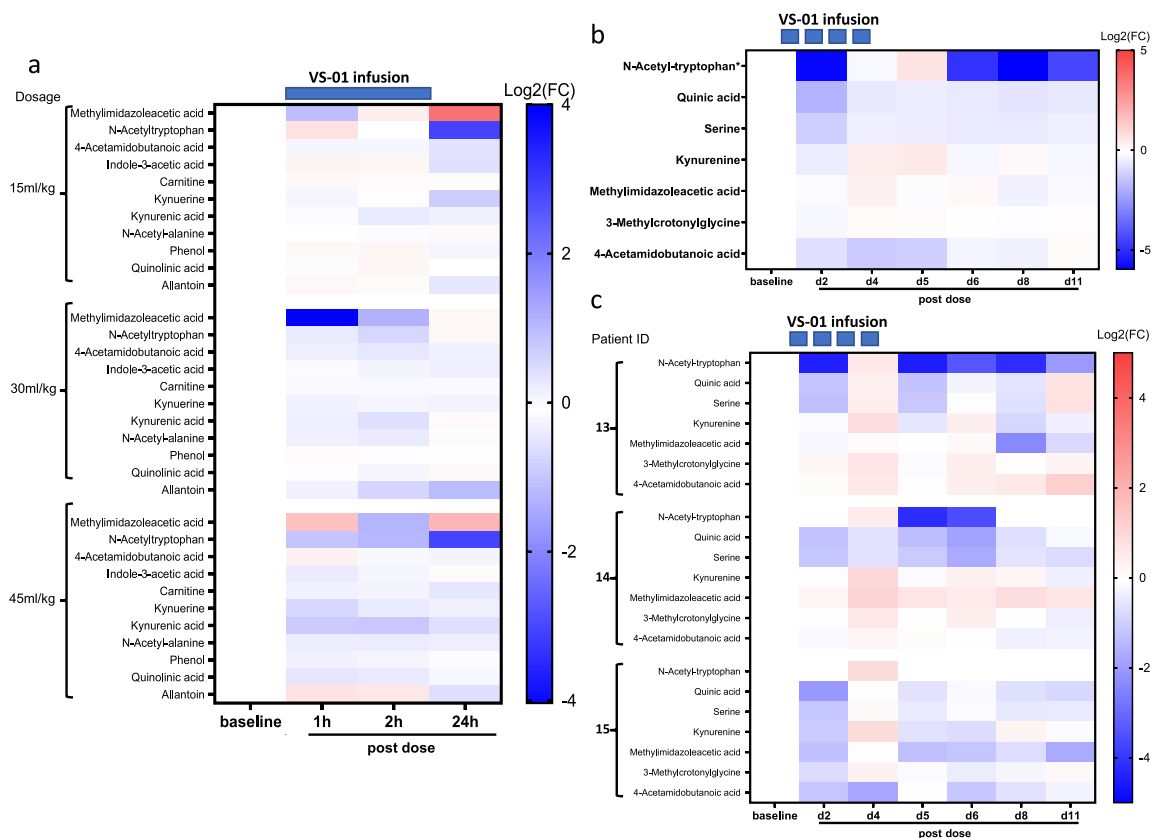 a
Dosage
VS-01 infusion
Log2(FC)
15ml/kg
Methylimidazoleacetic acid
N-Acetyltryptophan
4-Acetamidobutanoic acid
Indole-3-acetic acid
Carnitine
Kynuerine
Kynurenic acid
N-Acetyl-alanine
Phenol
Quinolinic acid
Allantoin
30ml/kg
Methylimidazoleacetic acid
N-Acetyltryptophan
4-Acetamidobutanoic acid
Indole-3-acetic acid
Carnitine
Kynuerine
Kynurenic acid
N-Acetyl-alanine
Phenol
Quinolinic acid
Allantoin
45ml/kg
Methylimidazoleacetic acid
N-Acetyltryptophan
4-Acetamidobutanoic acid
Indole-3-acetic acid
Carnitine
Kynuerine
Kynurenic acid
N-Acetyl-alanine
Phenol
Quinolinic acid
Allantoin
baseline 1h 2h 24h
post dose
4
2
0
-2
-4
b
VS-01 infusion
Log2(FC)
N-Acetyl-tryptophan*
Quinic acid
Serine
Kynurenine
Methylimidazoleacetic acid
3-Methylcrotonylglycine
4-Acetamidobutanoic acid
baseline d2 d4 d5 d6 d8 d11
post dose
5
0
-5
c
VS-01 infusion
Log2(FC)
Patient ID
13
N-Acetyl-tryptophan
Quinic acid
Serine
Kynurenine
Methylimidazoleacetic acid
3-Methylcrotonylglycine
4-Acetamidobutanoic acid
14
N-Acetyl-tryptophan
Quinic acid
Serine
Kynurenine
Methylimidazoleacetic acid
3-Methylcrotonylglycine
4-Acetamidobutanoic acid
15
N-Acetyl-tryptophan
Quinic acid
Serine
Kynurenine
Methylimidazoleacetic acid
3-Methylcrotonylglycine
4-Acetamidobutanoic acid
baseline d2 d4 d5 d6 d8 d11
post dose
4
2
0
-2
-4